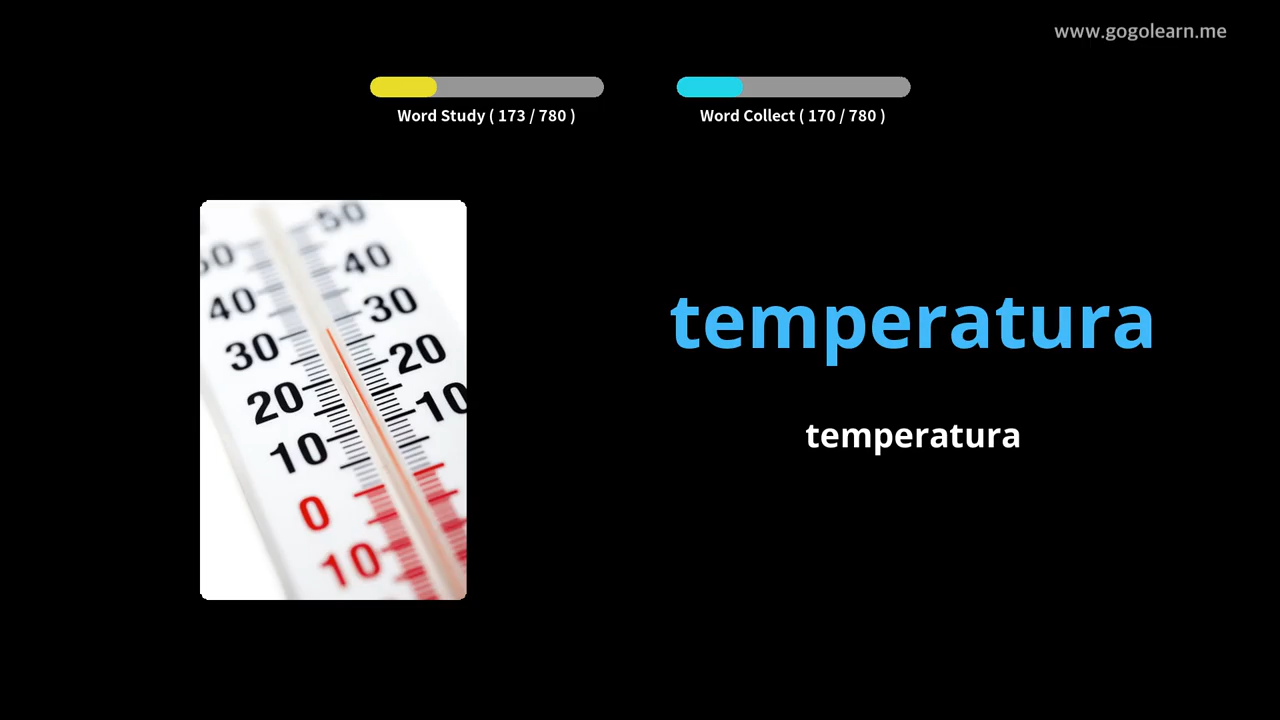 www.gogolearn.me
Word Study ( 173 / 780 )
Word Collect ( 170 / 780 )
50
40
40
30
30
20
20
10
10
0
10
temperatura
temperatura